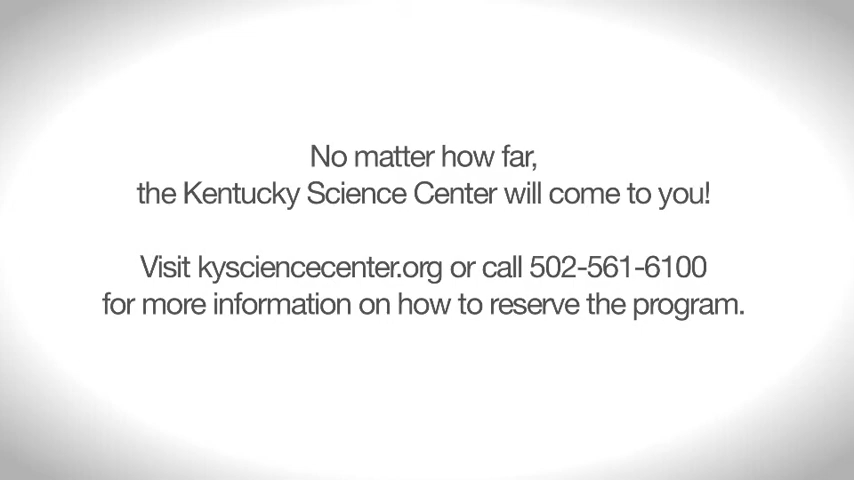 No matter how far,
the Kentucky Science Center will come to you!
Visit kysciencecenter.org or call 502-561-6100
for more information on how to reserve the program.